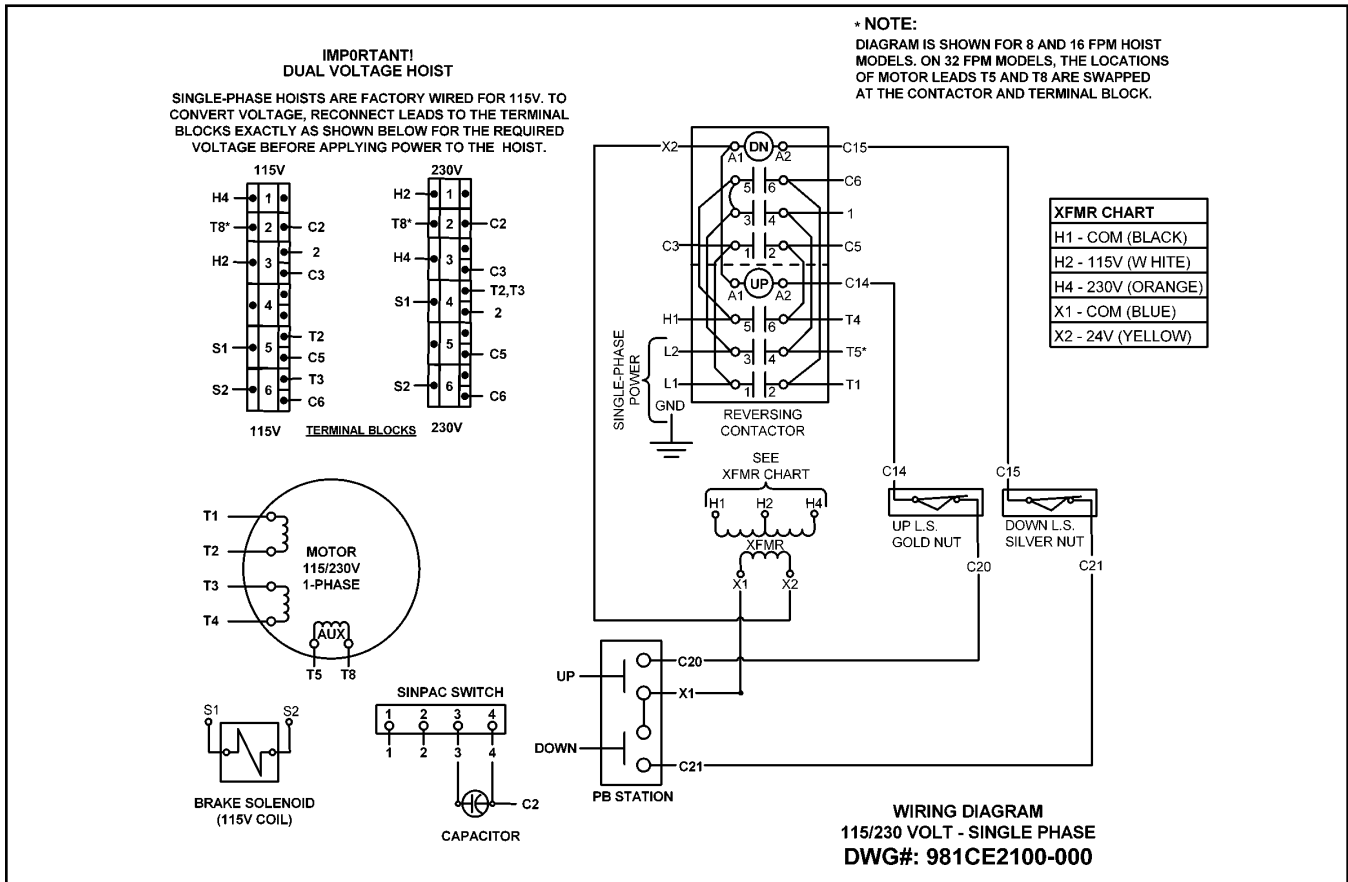 * NOTE:
DIAGRAM IS SHOWN FOR 8 AND 16 FPM HOIST
MODELS. ON 32 FPM MODELS, THE LOCATIONS
OF MOTOR LEADS T5 AND T8 ARE SWAPPED
AT THE CONTACTOR AND TERMINAL BLOCK.
IMP0RTANT!
DUAL VOLTAGE HOIST
SINGLE-PHASE HOISTS ARE FACTORY WIRED FOR 115V. TO
CONVERT VOLTAGE, RECONNECT LEADS TO THE TERMINAL
BLOCKS EXACTLY AS SHOWN BELOW FOR THE REQUIRED
VOLTAGE BEFORE APPLYING POWER TO THE HOIST.
115V
H4 1
T8* 2 C2
H2 3 2
C3
4
S1 5 T2
C5
S2 6 T3
C6
115V
230V
H2 1
T8* 2 C2
H4 3
C3
S1 4 T2,T3
2
5
C5
S2 6
C6
230V
TERMINAL BLOCKS
X2 A1 DN A2 C15
5 6 C6
3 4 1
C3 1 2 C5
A1 UP A2 C14
H1 5 6 T4
L2 3 4 T5*
L1 1 2 T1
GND
SINGLE-PHASE
POWER
REVERSING
CONTACTOR
XFMR CHART
H1 - COM (BLACK)
H2 - 115V (W HITE)
H4 - 230V (ORANGE)
X1 - COM (BLUE)
X2 - 24V (YELLOW)
SEE
XFMR CHART
H1 H2 H4
XFMR
X1 X2
C14
UP L.S.
GOLD NUT
C20
C15
DOWN L.S.
SILVER NUT
C21
T1
T2
T3
T4
MOTOR
115/230V
1-PHASE
AUX
T5 T8
S1 S2
BRAKE SOLENOID
(115V COIL)
SINPAC SWITCH
1 2 3 4
1 2 3 4
C2
CAPACITOR
UP
DOWN
C20
X1
C21
PB STATION
WIRING DIAGRAM
115/230 VOLT - SINGLE PHASE
DWG#: 981CE2100-000